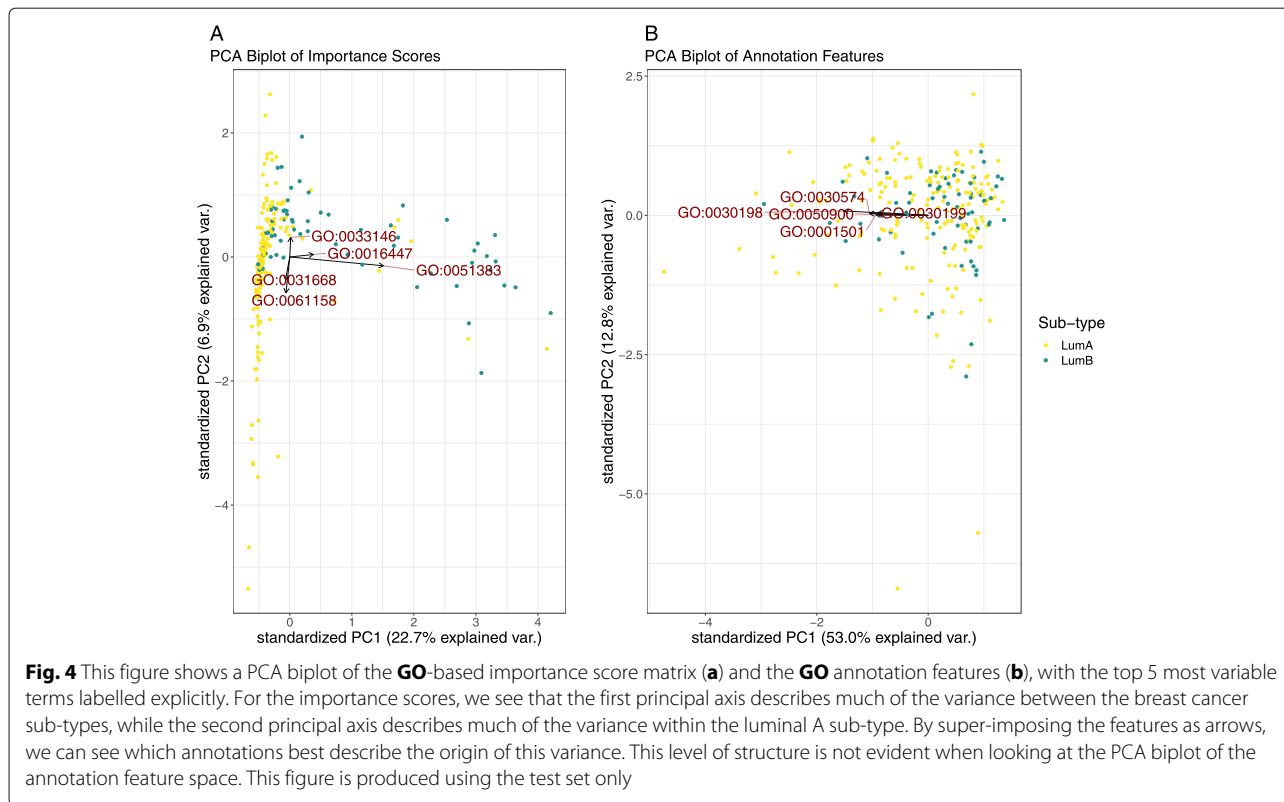 A
PCA Biplot of Importance Scores
standardized PC2 (6.9% explained var.)
2
0
−2
−4
GO:0033146
GO:0016447
GO:0051383
GO:0031668
GO:0061158
0 1 2 3 4
standardized PC1 (22.7% explained var.)
B
PCA Biplot of Annotation Features
standardized PC2 (12.8% explained var.)
2.5
0.0
−2.5
−5.0
GO:0030574
GO:0030198 GO:0050900 GO:0030199
GO:0001501
−4 −2 0
standardized PC1 (53.0% explained var.)
Sub−type
LumA
LumB
Fig. 4 This figure shows a PCA biplot of the GO-based importance score matrix (a) and the GO annotation features (b), with the top 5 most variable
terms labelled explicitly. For the importance scores, we see that the first principal axis describes much of the variance between the breast cancer
sub-types, while the second principal axis describes much of the variance within the luminal A sub-type. By super-imposing the features as arrows,
we can see which annotations best describe the origin of this variance. This level of structure is not evident when looking at the PCA biplot of the
annotation feature space. This figure is produced using the test set only